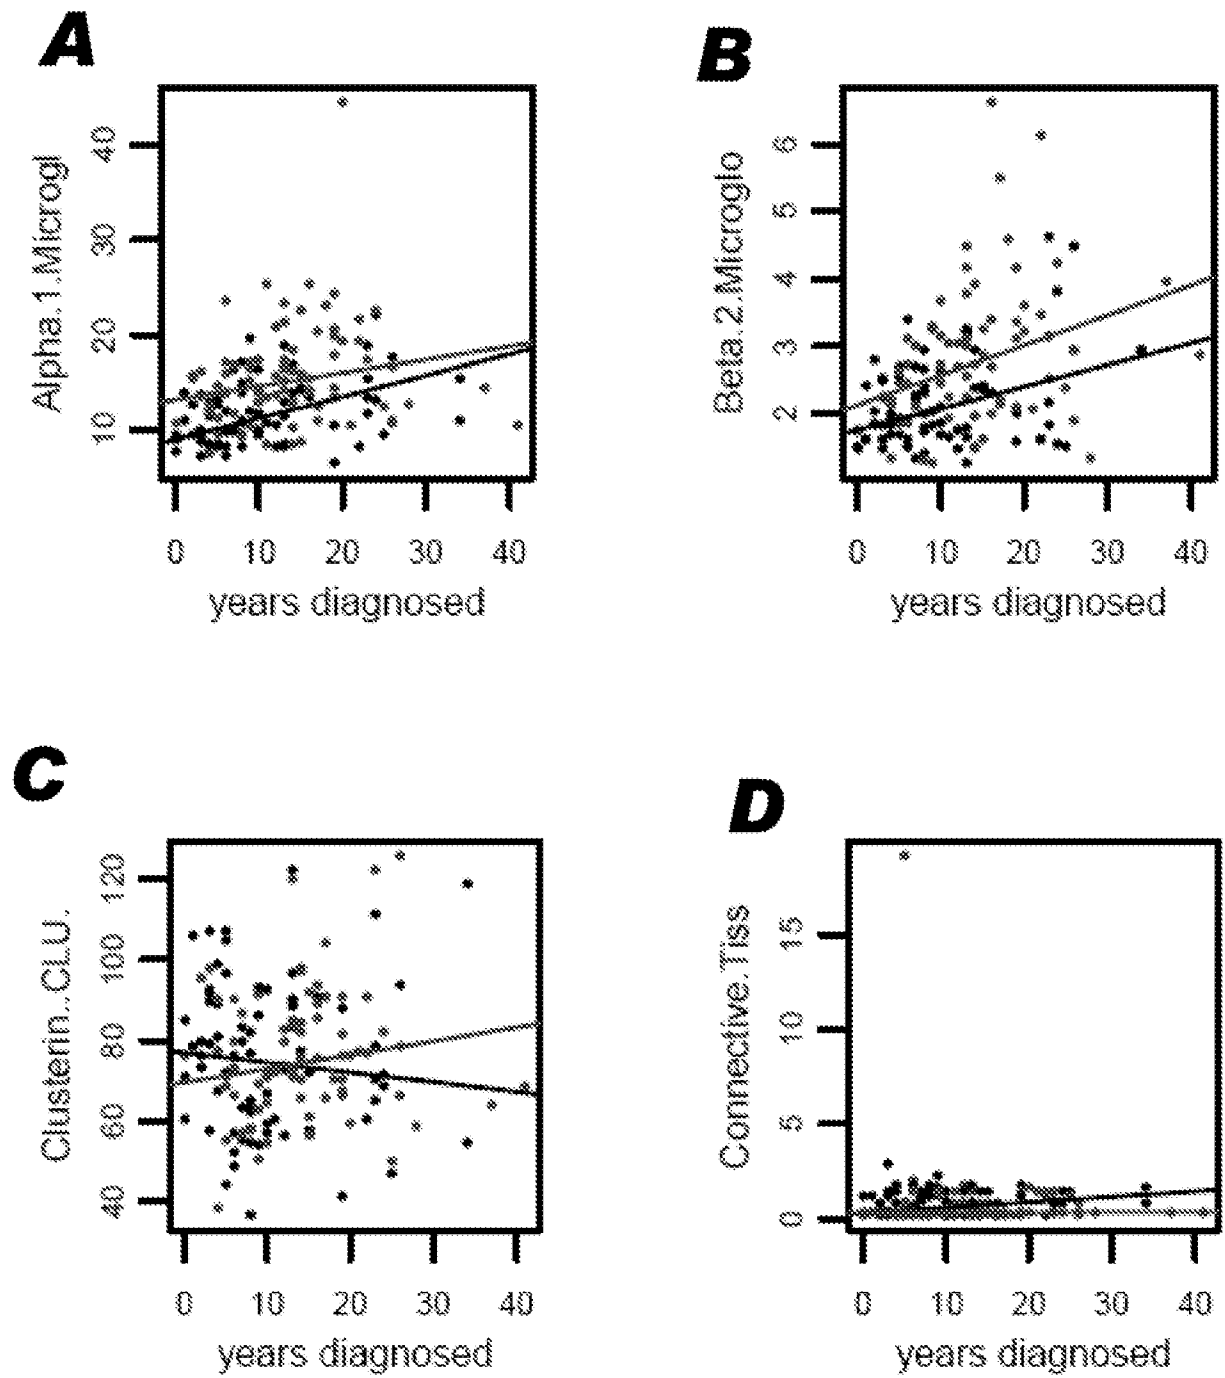 A
Alpha.1.Microgl
40
30
20
10
0 10 20 30 40
years diagnosed
B
Beta.2.Microglo
6
5
4
3
2
0 10 20 30 40
years diagnosed
C
Clusterin..CLU.
120
100
80
60
40
0 10 20 30 40
years diagnosed
D
Connective.Tiss
15
10
5
0
0 10 20 30 40
years diagnosed